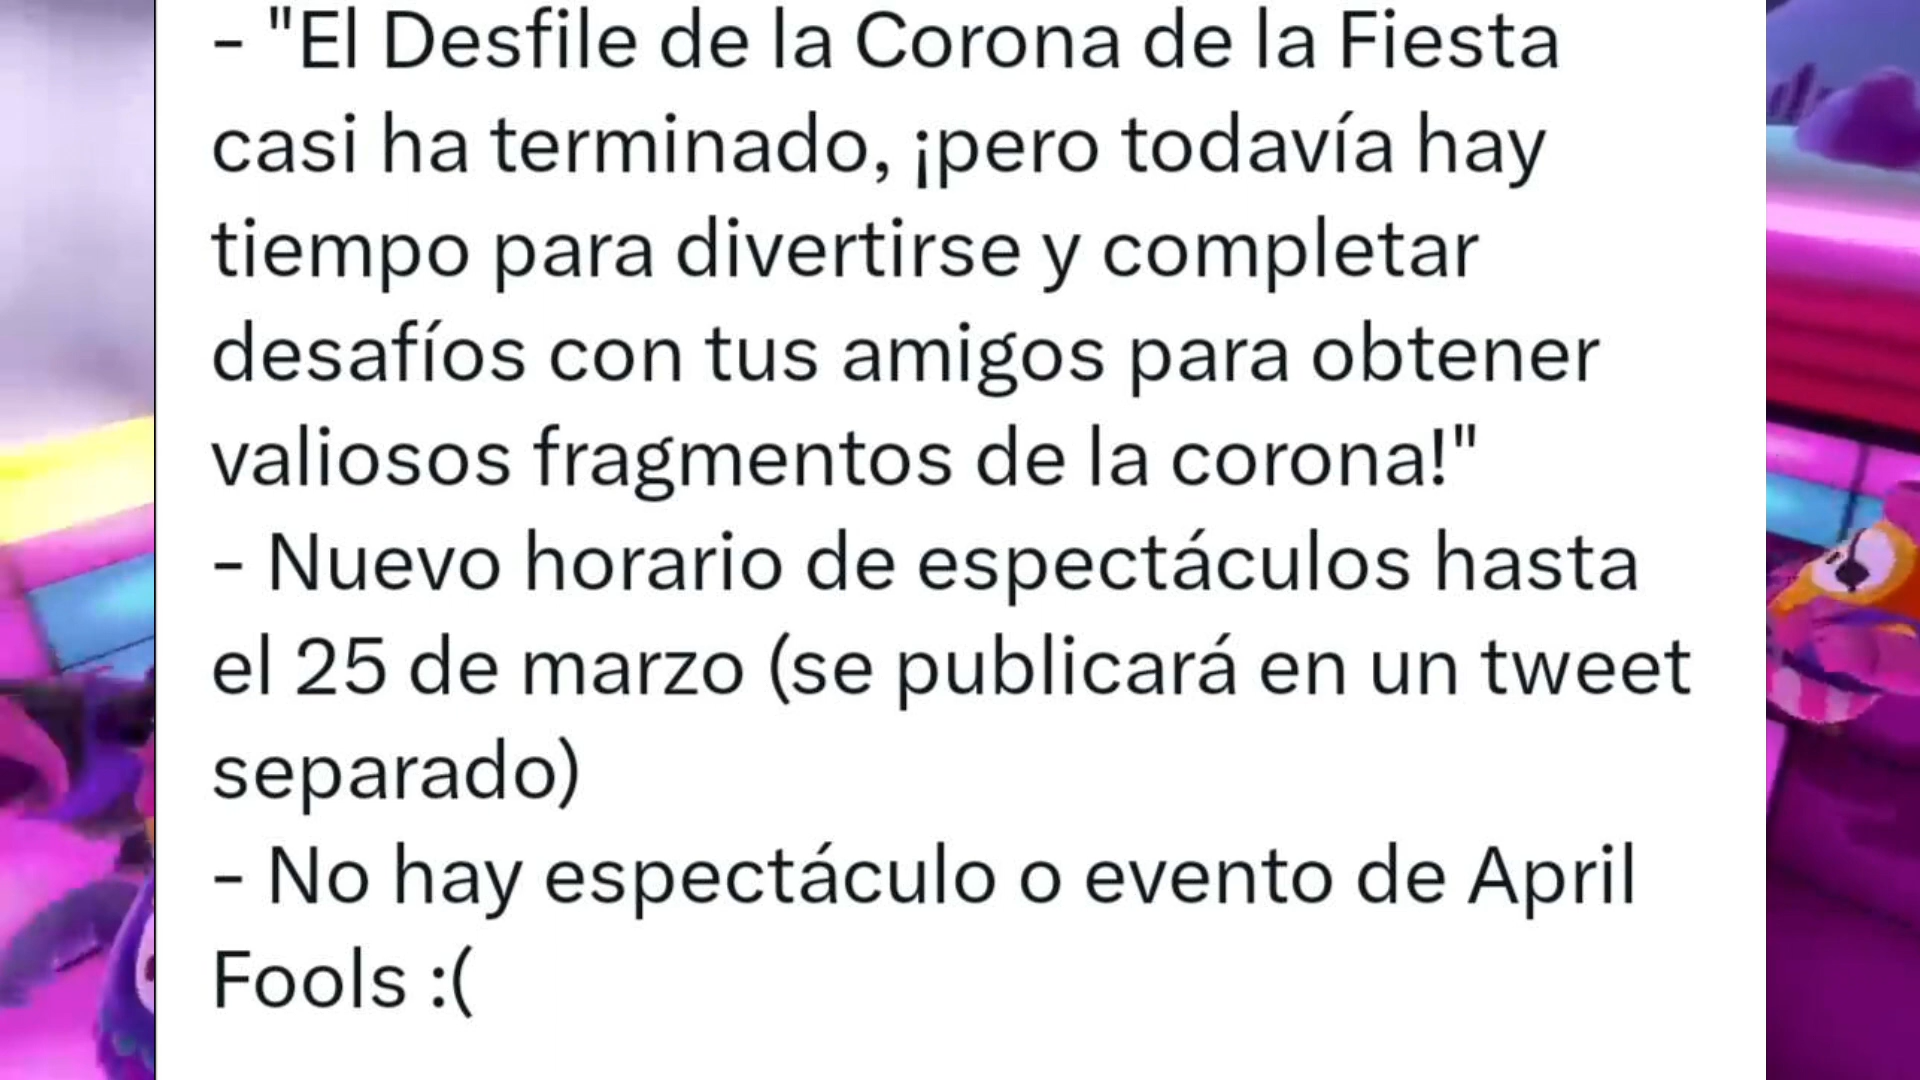 - "El Desfile de la Corona de la Fiesta
casi ha terminado, ¡pero todavía hay
tiempo para divertirse y completar
desafíos con tus amigos para obtener
valiosos fragmentos de la corona!"
- Nuevo horario de espectáculos hasta
el 25 de marzo (se publicará en un tweet
separado)
- No hay espectáculo o evento de April
Fools :(